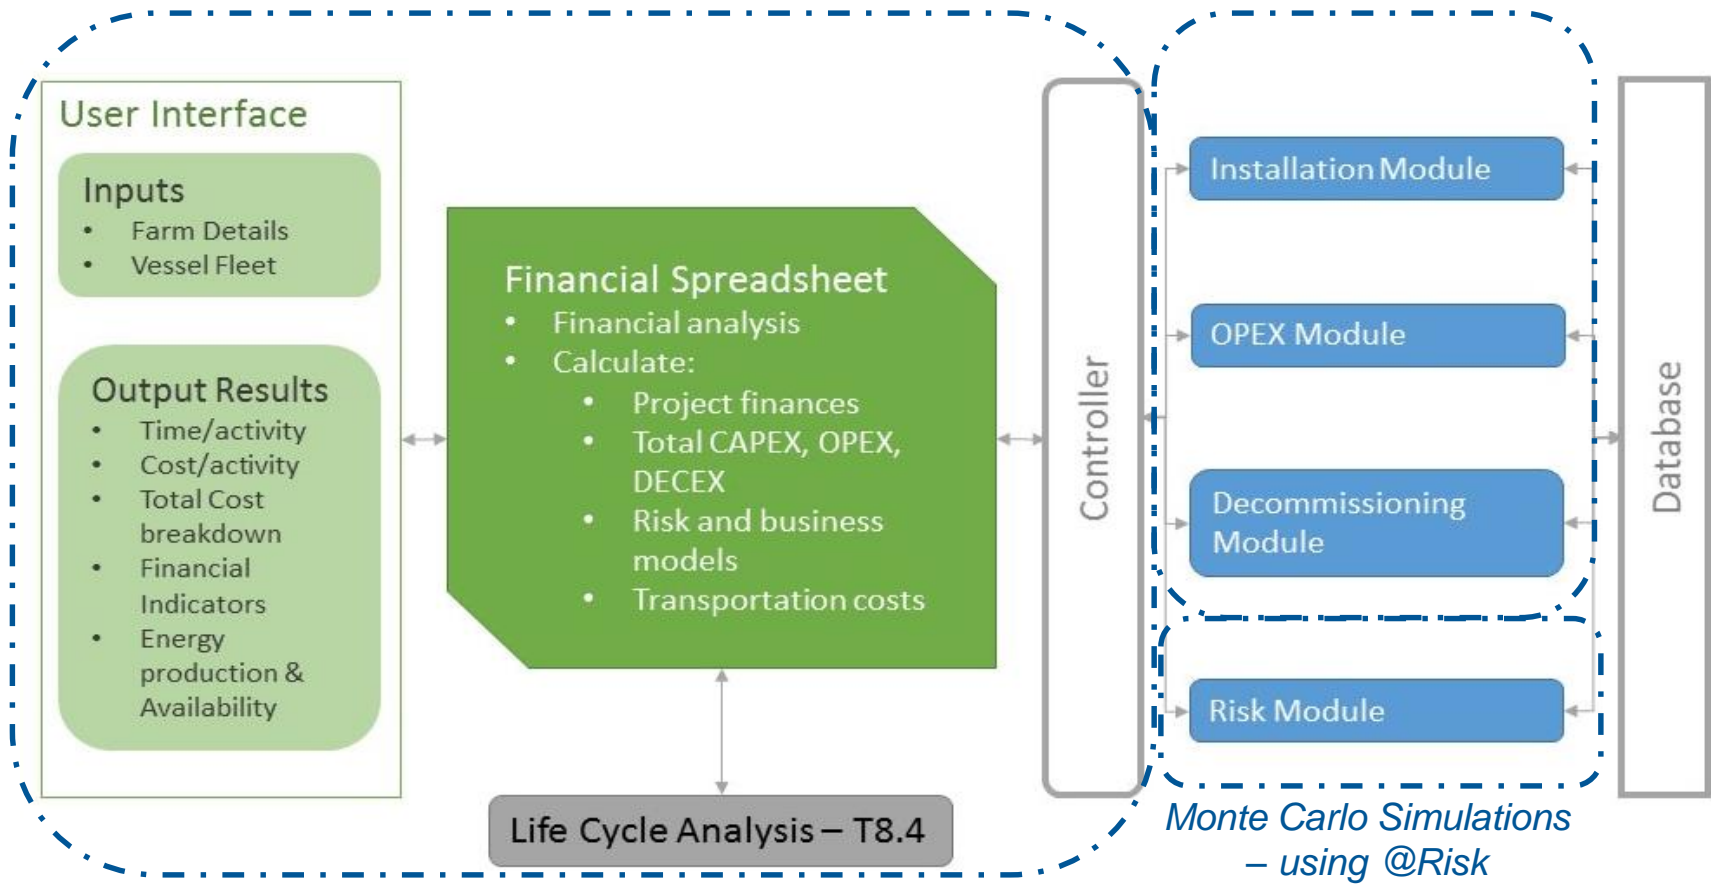 User Interface
Inputs
• Farm Details
• Vessel Fleet
Output Results
• Time/activity
• Cost/activity
• Total Cost
breakdown
• Financial
Indicators
• Energy
production &
Availability
Financial Spreadsheet
• Financial analysis
• Calculate:
• Project finances
• Total CAPEX, OPEX,
DECEX
• Risk and business
models
• Transportation costs
Life Cycle Analysis – T8.4
Controller
Installation Module
OPEX Module
Decommissioning
Module
Risk Module
Monte Carlo Simulations
– using @Risk
Database